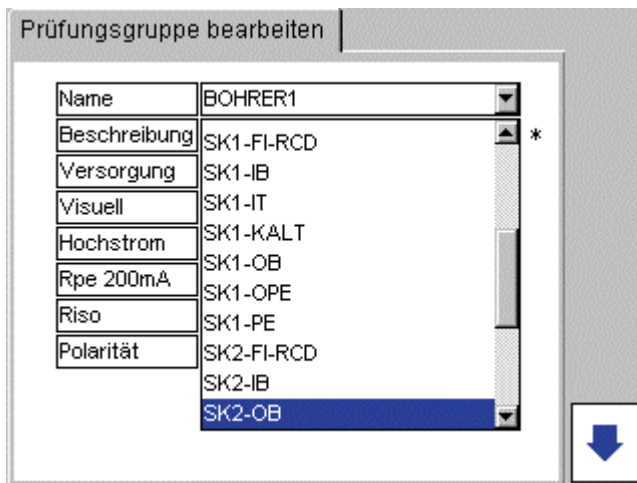 Prüfungsgruppe bearbeiten
Name BOHRER1
Beschreibung *
SK1-FI-RCD
Versorgung SK1-IB
Visuell SK1-IT
Hochstrom SK1-KALT
SK1-OB
Rpe 200mA SK1-OPE
Riso SK1-PE
Polarität SK2-FI-RCD
SK2-IB
SK2-OB